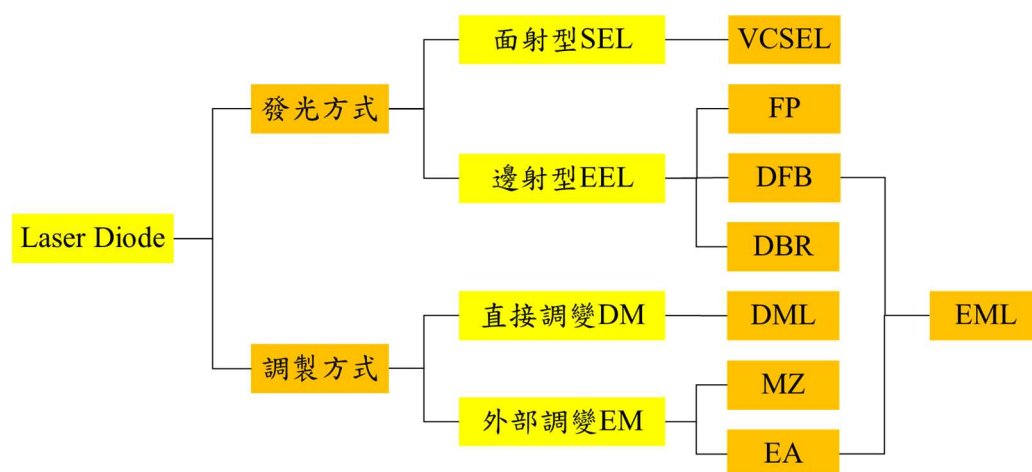 Laser Diode
發光方式
面射型SEL
VCSEL
邊射型EEL
FP
DFB
DBR
調製方式
直接調變DM
DML
外部調變EM
MZ
EA
EML